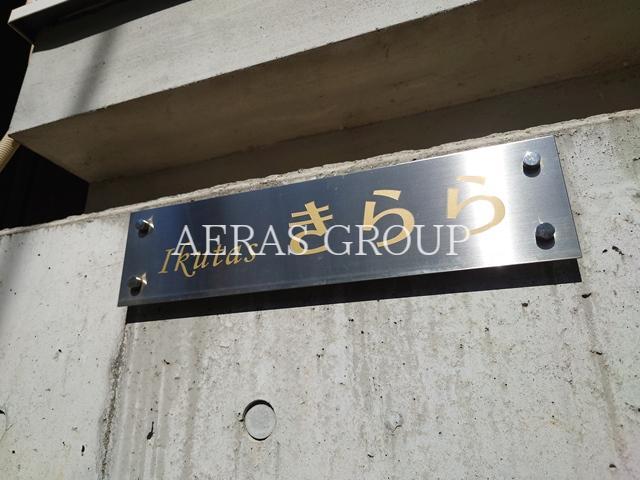 Ikutas きらら
AERAS GROUP